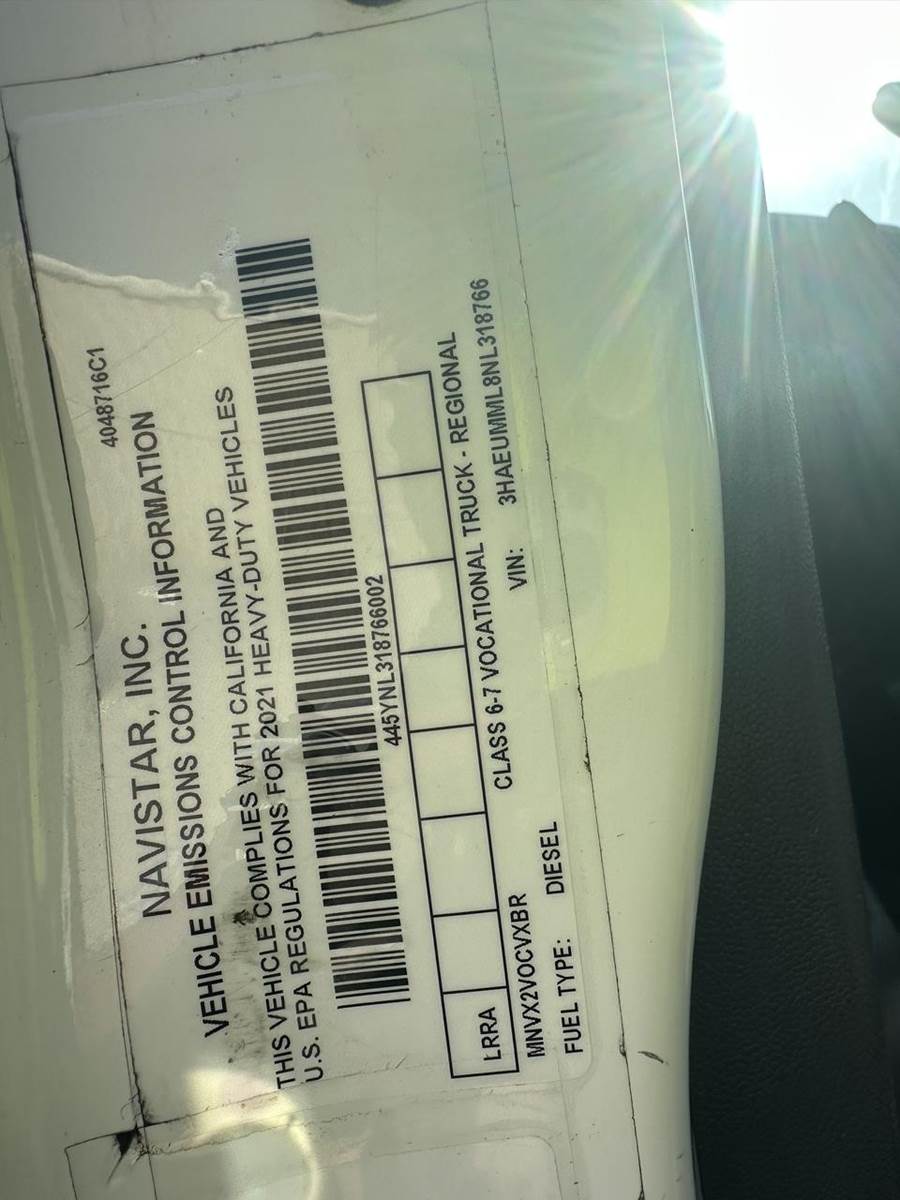 4048716C1
NAVISTAR, INC.
VEHICLE EMISSIONS CONTROL INFORMATION
THIS VEHICLE COMPLIES WITH CALIFORNIA AND
U.S. EPA REGULATIONS FOR 2021 HEAVY-DUTY VEHICLES
445YNL318766002
LRRA
MNVX2VOCVXBR CLASS 6-7 VOCATIONAL TRUCK - REGIONAL
FUEL TYPE: DIESEL VIN: 3HAEUMML8NL318766